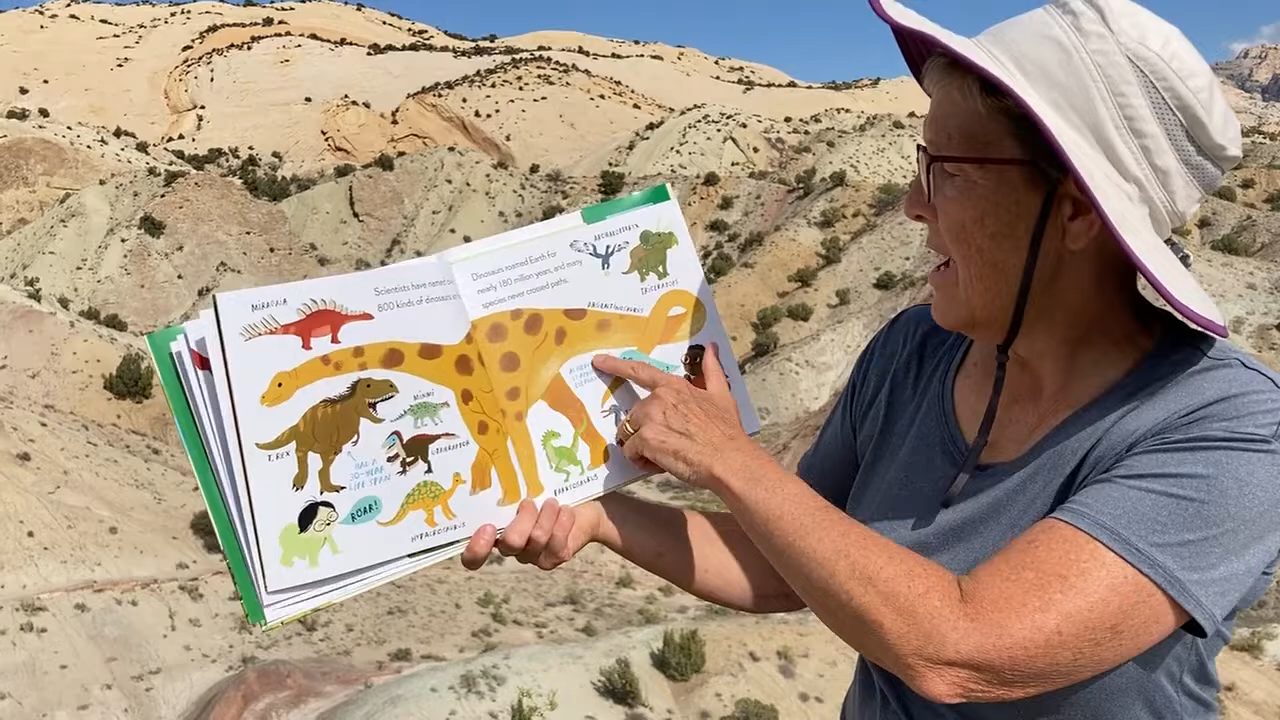 MIRAGAIA
Scientists have named
800 kinds of dinosaurs
T. REX
HAD A
30-YEAR
LIFE SPAN
MINMI
ROAR!
HYPACROSAURUS
Dinosaurs roamed Earth for
nearly 180 million years, and many
species never crossed paths.
ARCHAEOPTERYX
TRICERATOPS
ARGENTINOSAURUS